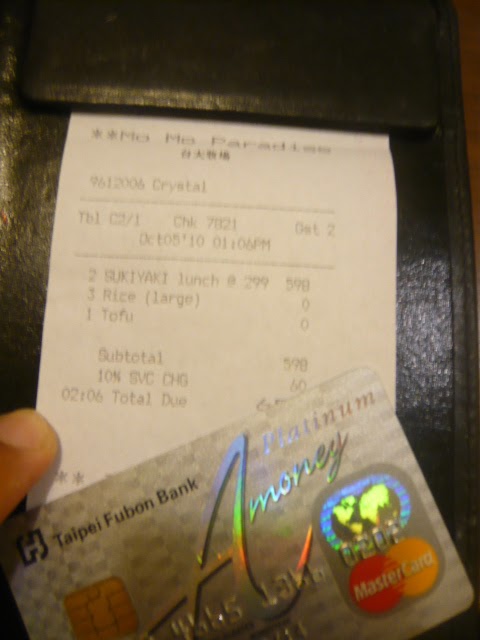 **Mo Mo Paradise
台大牧場
9612006 Crystal
Tbl C2/1 Chk 7821 Gst 2
Oct05'10 01:06PM
2 SUKIYAKI lunch @ 299 598
3 Rice (large) 0
1 Tofu 0
Subtotal 598
10% SVC CHG 60
02:06 Total Due
**
Platinum
A money
Taipei Fubon Bank
MasterCard